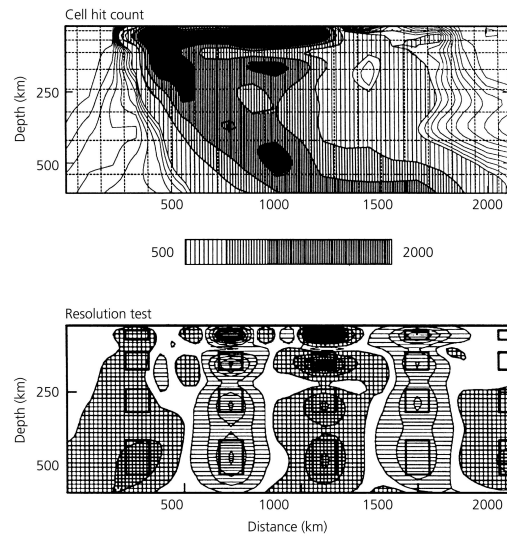 Cell hit count
Depth (km)
250
500
500 1000 1500 2000
500 2000
Resolution test
Depth (km)
250
500
500 1000 1500 2000
Distance (km)